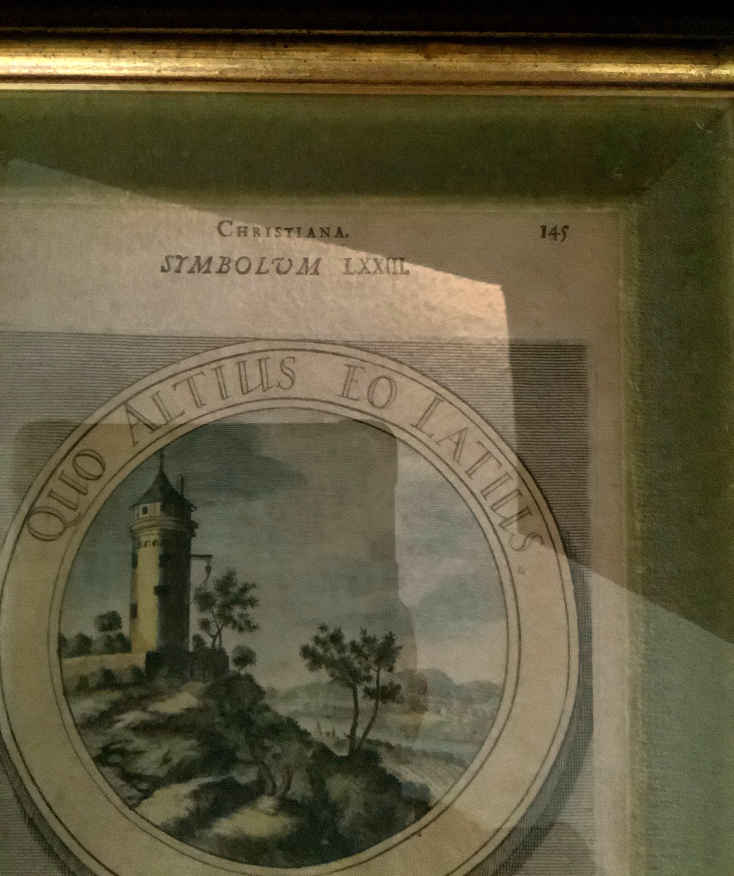 CHRISTIANA. 145
SYMBOLUM LXXIII.
QUO ALTIUS EO LATIUS.